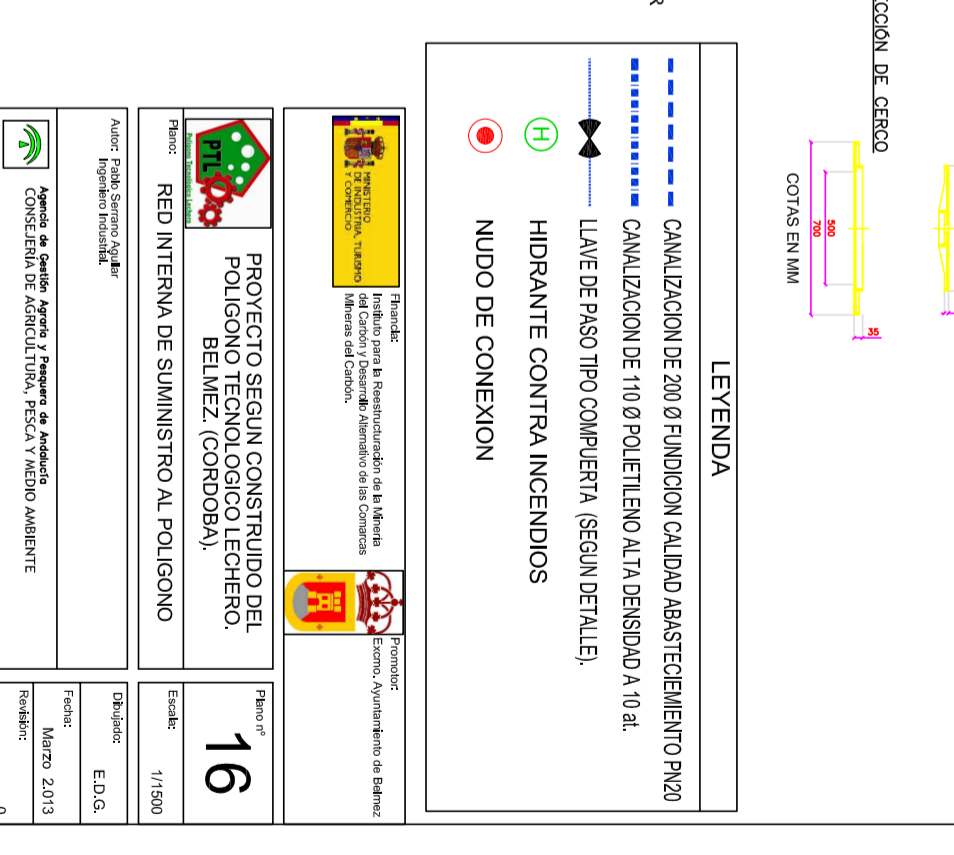 SECCIÓN DE CERCO
500
700
35
COTAS EN MM
LEYENDA
CANALIZACION DE 200 Ø FUNDICION CALIDAD ABASTECIEMIENTO PN20
CANALIZACION DE 110 Ø POLIETILENO ALTA DENSIDAD A 10 at.
LLAVE DE PASO TIPO COMPUERTA (SEGUN DETALLE).
H
HIDRANTE CONTRA INCENDIOS
NUDO DE CONEXION
MINISTERIO
DE INDUSTRIA, TURISMO
Y COMERCIO
Financia:
Instituto para la Reestructuración de la Minería
del Carbón y Desarrollo Alternativo de las Comarcas
Mineras del Carbón.
Promotor:
Excmo. Ayuntamiento de Belmez
PTL
Polígono Tecnológico Lechero
PROYECTO SEGUN CONSTRUIDO DEL
POLIGONO TECNOLOGICO LECHERO.
BELMEZ. (CORDOBA).
Plano nº
16
Plano:
RED INTERNA DE SUMINISTRO AL POLIGONO
Escala:
1/1500
Autor: Pablo Serrano Aguilar
Ingeniero Industrial.
Dibujado:
E.D.G.
Fecha:
Marzo 2.013
Agencia de Gestión Agraria y Pesquera de Andalucía
CONSEJERÍA DE AGRICULTURA, PESCA Y MEDIO AMBIENTE
Revisión:
0